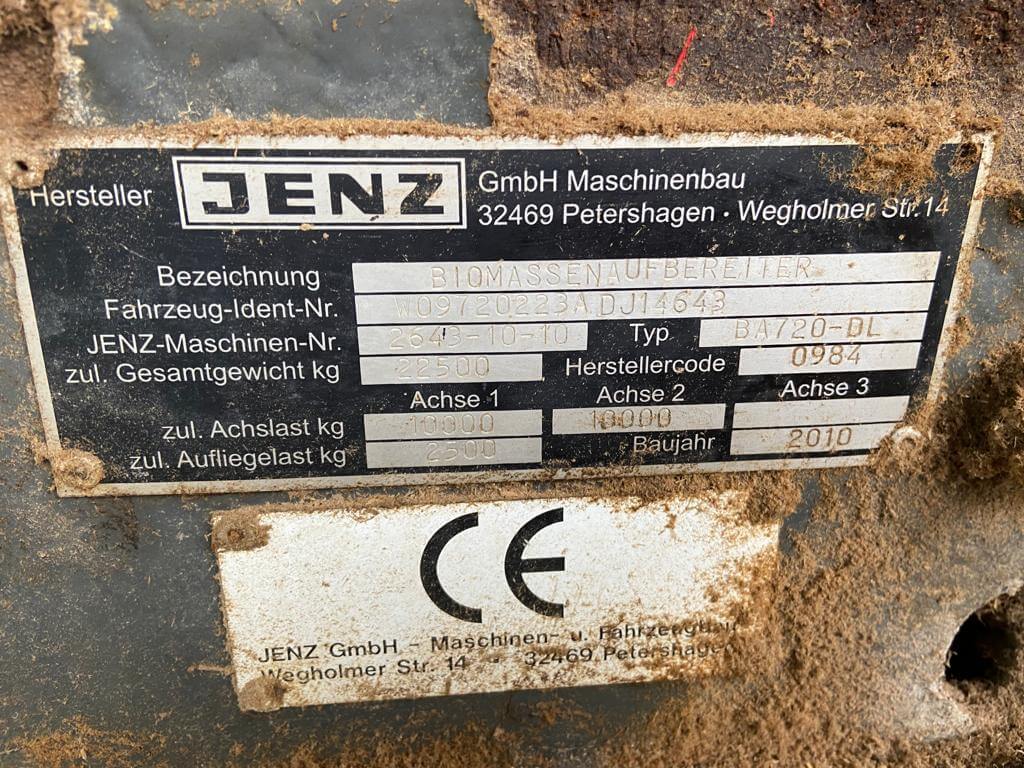 Hersteller JENZ GmbH Maschinenbau
32469 Petershagen · Wegholmer Str.14
Bezeichnung BIOMASSENAUFBEREITER
Fahrzeug-Ident-Nr. W09720223ADJ14643
JENZ-Maschinen-Nr. 2643-10-10 Typ BA720-DL
zul. Gesamtgewicht kg 22500 Herstellercode 0984
Achse 1 Achse 2 Achse 3
zul. Achslast kg 10000 10000
zul. Aufliegelast kg 2500 Baujahr 2010
CE
JENZ GmbH - Maschinen- u. Fahrzeugbau
Wegholmer Str. 14 · 32469 Petershagen